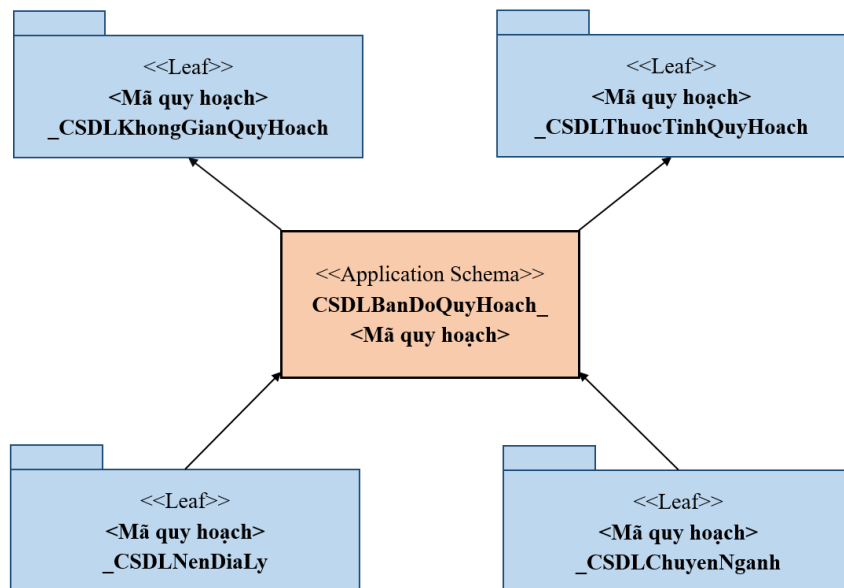 <<Leaf>>
<Mã quy hoạch>
_CSDLKhongGianQuyHoach
<<Leaf>>
<Mã quy hoạch>
_CSDLThuocTinhQuyHoach
<<Application Schema>>
CSDLBanDoQuyHoach_
<Mã quy hoạch>
<<Leaf>>
<Mã quy hoạch>
_CSDLNenDiaLy
<<Leaf>>
<Mã quy hoạch>
_CSDLChuyenNganh